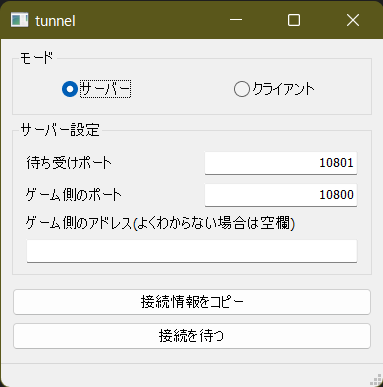 tunnel
モード
サーバー
クライアント
サーバー設定
待ち受けポート
10801
ゲーム側のポート
10800
ゲーム側のアドレス(よくわからない場合は空欄)
接続情報をコピー
接続を待つ